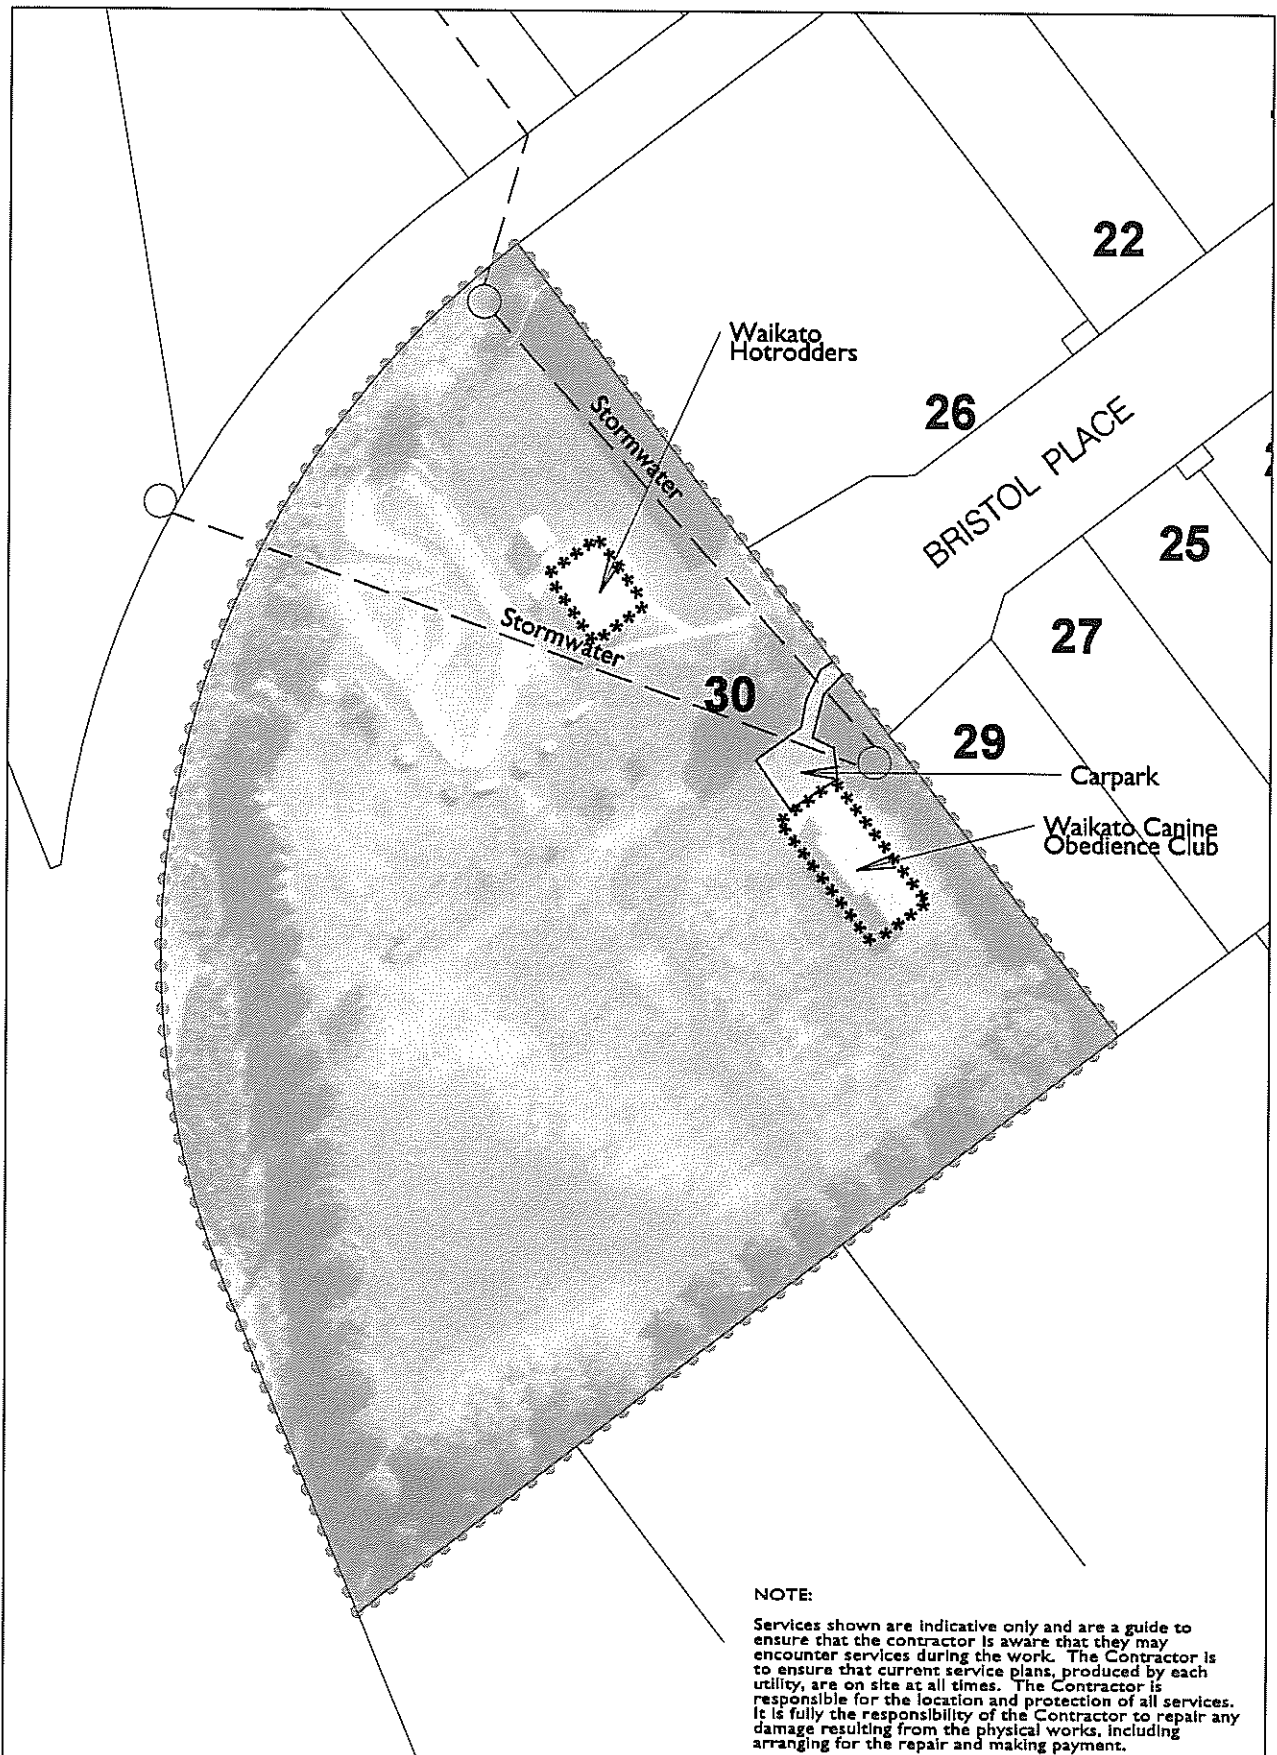 22
Waikato
Hotrodders
26
Stormwater
BRISTOL PLACE
25
27
Stormwater
30
29
Carpark
Waikato Canine
Obedience Club
NOTE:
Services shown are indicative only and are a guide to
ensure that the contractor is aware that they may
encounter services during the work. The Contractor is
to ensure that current service plans, produced by each
utility, are on site at all times. The Contractor is
responsible for the location and protection of all services.
It is fully the responsibility of the Contractor to repair any
damage resulting from the physical works, including
arranging for the repair and making payment.